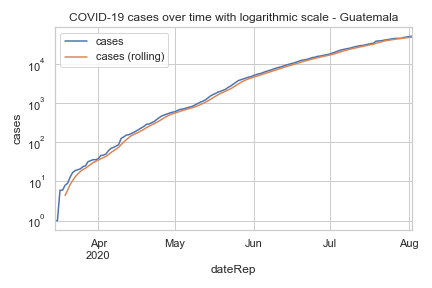 COVID-19 cases over time with logarithmic scale - Guatemala
cases
cases (rolling)
cases
10⁴
10³
10²
10¹
10⁰
Apr
May
Jun
Jul
Aug
2020
dateRep